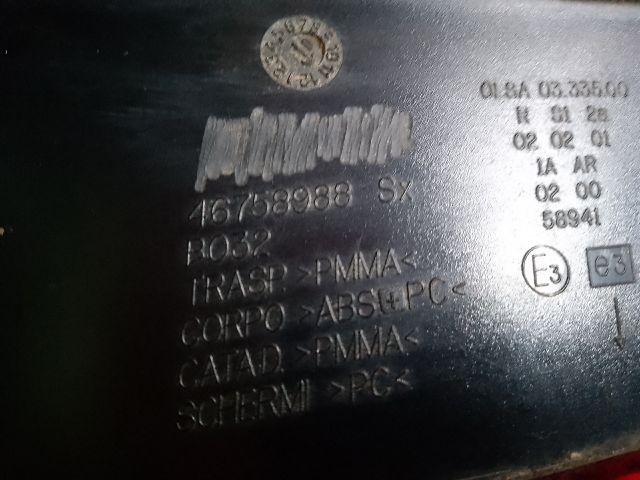 OLSA 03.335.00
R S1 2a
02 02 01
1A AR
02 00
58941
E3
e3
46758988 Sx
B032
TRASP. >PMMA<
CORPO >ABS(+PC<
CATAD. >PMMA<
SCHERMI >PC<